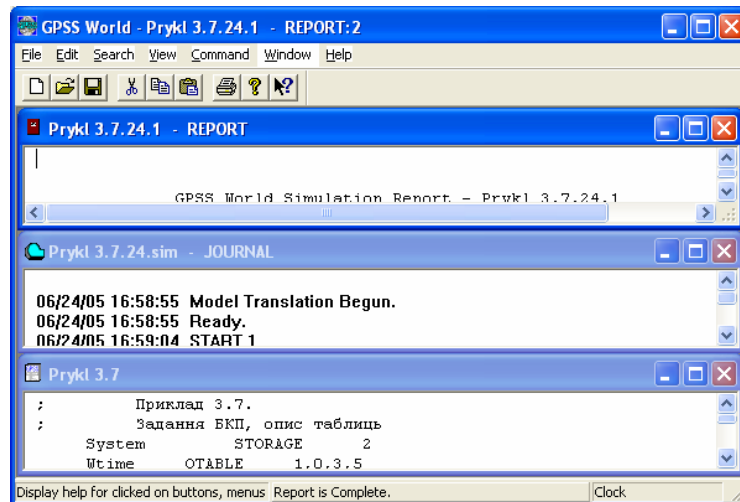 GPSS World - Prykl 3.7.24.1 - REPORT:2
File Edit Search View Command Window Help
Prykl 3.7.24.1 - REPORT
GPSS World Simulation Report - Prykl 3.7.24.1
Prykl 3.7.24.sim - JOURNAL
06/24/05 16:58:55 Model Translation Begun.
06/24/05 16:58:55 Ready.
06/24/05 16:59:04 START 1
Prykl 3.7
; Приклад 3.7.
; Задання БКП, опис таблиць
System STORAGE 2
Wtime QTABLE 1,0,3,5
Display help for clicked on buttons, menus Report is Complete. Clock